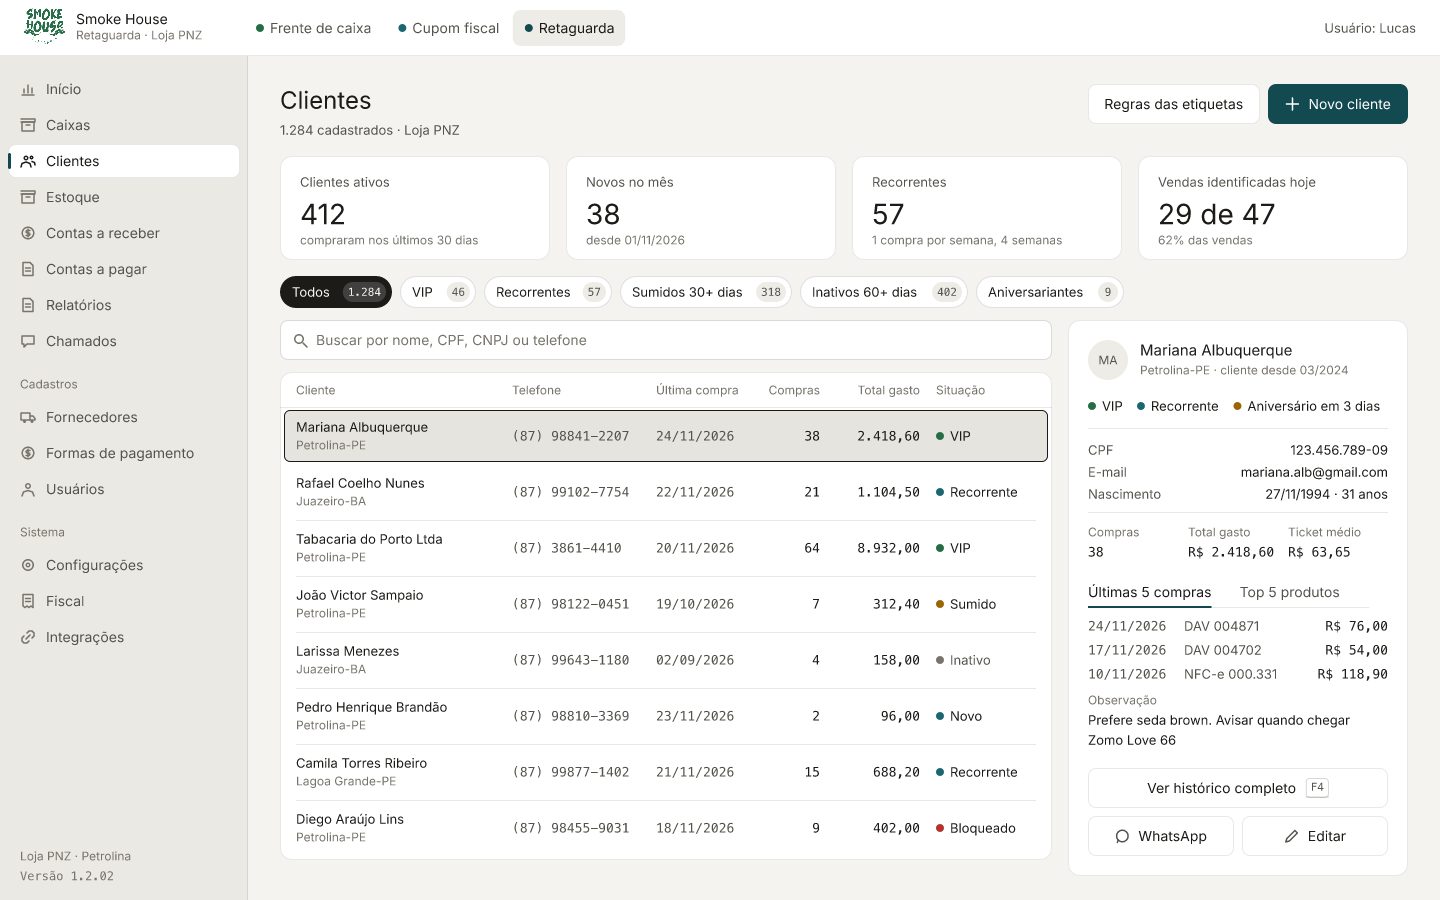 SMOKE HOUSE
Smoke House
Retaguarda · Loja PNZ
Frente de caixa
Cupom fiscal
Retaguarda
Usuário: Lucas
Início
Caixas
Clientes
Estoque
Contas a receber
Contas a pagar
Relatórios
Chamados
Cadastros
Fornecedores
Formas de pagamento
Usuários
Sistema
Configurações
Fiscal
Integrações
Loja PNZ · Petrolina
Versão 1.2.02
Clientes
1.284 cadastrados · Loja PNZ
Regras das etiquetas
Novo cliente
Clientes ativos
412
compraram nos últimos 30 dias
Novos no mês
38
desde 01/11/2026
Recorrentes
57
1 compra por semana, 4 semanas
Vendas identificadas hoje
29 de 47
62% das vendas
Todos 1.284
VIP 46
Recorrentes 57
Sumidos 30+ dias 318
Inativos 60+ dias 402
Aniversariantes 9
Buscar por nome, CPF, CNPJ ou telefone
Cliente Telefone Última compra Compras Total gasto Situação
Mariana Albuquerque (87) 98841-2207 24/11/2026 38 2.418,60 VIP
Petrolina-PE
Rafael Coelho Nunes (87) 99102-7754 22/11/2026 21 1.104,50 Recorrente
Juazeiro-BA
Tabacaria do Porto Ltda (87) 3861-4410 20/11/2026 64 8.932,00 VIP
Petrolina-PE
João Victor Sampaio (87) 98122-0451 19/10/2026 7 312,40 Sumido
Petrolina-PE
Larissa Menezes (87) 99643-1180 02/09/2026 4 158,00 Inativo
Juazeiro-BA
Pedro Henrique Brandão (87) 98810-3369 23/11/2026 2 96,00 Novo
Petrolina-PE
Camila Torres Ribeiro (87) 99877-1402 21/11/2026 15 688,20 Recorrente
Lagoa Grande-PE
Diego Araújo Lins (87) 98455-9031 18/11/2026 9 402,00 Bloqueado
Petrolina-PE
MA
Mariana Albuquerque
Petrolina-PE · cliente desde 03/2024
VIP Recorrente Aniversário em 3 dias
CPF 123.456.789-09
E-mail mariana.alb@gmail.com
Nascimento 27/11/1994 · 31 anos
Compras Total gasto Ticket médio
38 R$ 2.418,60 R$ 63,65
Últimas 5 compras Top 5 produtos
24/11/2026 DAV 004871 R$ 76,00
17/11/2026 DAV 004702 R$ 54,00
10/11/2026 NFC-e 000.331 R$ 118,90
Observação
Prefere seda brown. Avisar quando chegar
Zomo Love 66
Ver histórico completo F4
WhatsApp
Editar